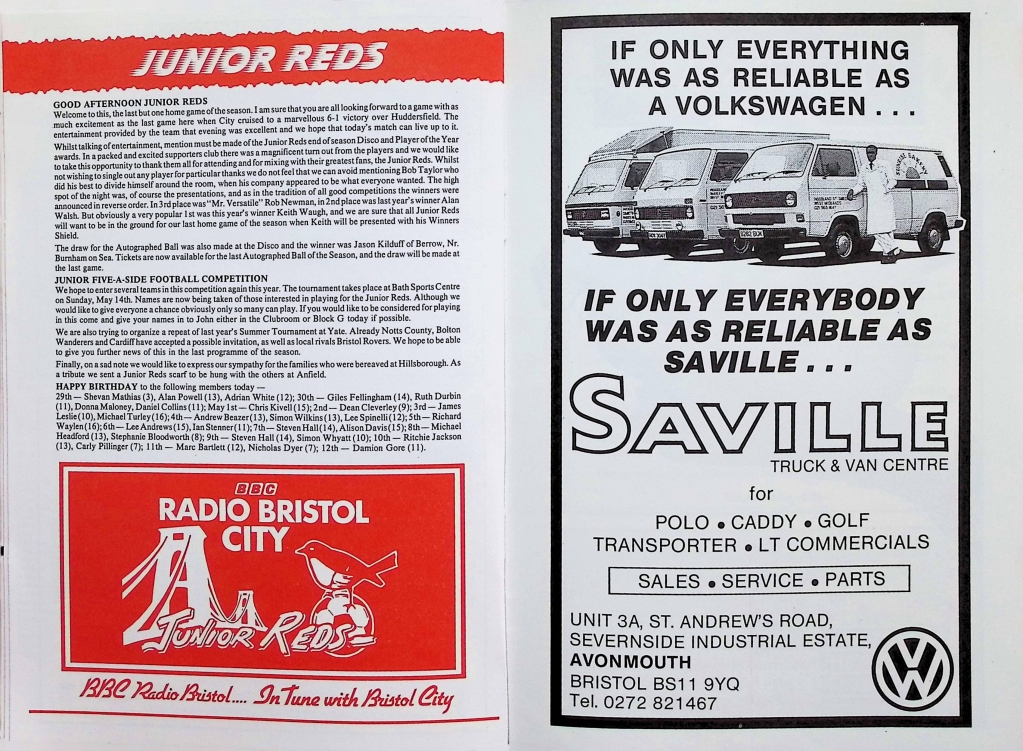 JUNIOR REDS
GOOD AFTERNOON JUNIOR REDS
Welcome to this, the last but one home game of the season. I am sure that you are all looking forward to a game with as
much excitement as the last game here when City cruised to a marvellous 6-1 victory over Huddersfield. The
entertainment provided by the team that evening was excellent and we hope that today's match can live up to it.
Whilst talking of entertainment, mention must be made of the Junior Reds end of season Disco and Player of the Year
awards. In a packed and excited supporters club there was a magnificent turn out from the players and we would like
to take this opportunity to thank them all for attending and for mixing with their greatest fans, the Junior Reds. Whilst
not wishing to single out any player for particular thanks we do not feel that we can avoid mentioning Bob Taylor who
did his best to divide himself around the room, when his company appeared to be what everyone wanted. The high
spot of the night was, of course the presentations, and as in the tradition of all good competitions the winners were
announced in reverse order. In 3rd place was "Mr. Versatile" Rob Newman, in 2nd place was last year's winner Alan
Walsh. But obviously a very popular 1st was this year's winner Keith Waugh, and we are sure that all Junior Reds
will want to be in the ground for our last home game of the season when Keith will be presented with his Winners
Shield.
The draw for the Autographed Ball was also made at the Disco and the winner was Jason Kilduff of Berrow, Nr.
Burnham on Sea. Tickets are now available for the last Autographed Ball of the Season, and the draw will be made at
the last game.
JUNIOR FIVE-A-SIDE FOOTBALL COMPETITION
We hope to enter several teams in this competition again this year. The tournament takes place at Bath Sports Centre
on Sunday, May 14th. Names are now being taken of those interested in playing for the Junior Reds. Although we
would like to give everyone a chance obviously only so many can play. If you would like to be considered for playing
in this come and give your names in to John either in the Clubroom or Block G today if possible.
We are also trying to organize a repeat of last year's Summer Tournament at Yate. Already Notts County, Bolton
Wanderers and Cardiff have accepted a possible invitation, as well as local rivals Bristol Rovers. We hope to be able
to give you further news of this in the last programme of the season.
Finally, on a sad note we would like to express our sympathy for the families who were bereaved at Hillsborough. As
a tribute we sent a Junior Reds scarf to be hung with the others at Anfield.
HAPPY BIRTHDAY to the following members today —
29th — Shevan Mathias (3), Alan Powell (13), Adrian White (12); 30th — Giles Fellingham (14), Ruth Durbin
(11), Donna Maloney, Daniel Collins (11); May 1st — Chris Kivell (15); 2nd — Dean Cleverley (9); 3rd — James
Leslie (10), Michael Turley (16); 4th — Andrew Beazer (13), Simon Wilkins (13), Lee Spinelli (12); 5th — Richard
Waylen (16); 6th — Lee Andrews (15), Ian Stenner (11); 7th — Steven Hall (14), Alison Davis (15); 8th — Michael
Headford (13), Stephanie Bloodworth (8); 9th — Steven Hall (14), Simon Whyatt (10); 10th — Ritchie Jackson
(13), Carly Pillinger (7); 11th — Marc Bartlett (12), Nicholas Dyer (7); 12th — Damion Gore (11).
BBC
RADIO BRISTOL
CITY
JUNIOR REDS
BBC Radio Bristol.... In Tune with Bristol City
IF ONLY EVERYTHING
WAS AS RELIABLE AS
A VOLKSWAGEN . . .
IF ONLY EVERYBODY
WAS AS RELIABLE AS
SAVILLE . . .
SAVILLE
TRUCK & VAN CENTRE
for
POLO • CADDY • GOLF
TRANSPORTER • LT COMMERCIALS
SALES • SERVICE • PARTS
UNIT 3A, ST. ANDREW'S ROAD,
SEVERNSIDE INDUSTRIAL ESTATE,
AVONMOUTH
BRISTOL BS11 9YQ
Tel. 0272 821467